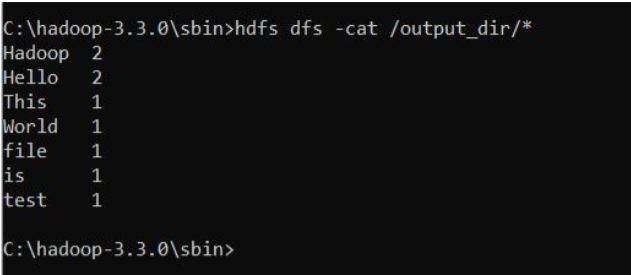 C:\hadoop-3.3.0\sbin>hdfs dfs -cat /output_dir/*
Hadoop  2
Hello   2
This    1
World   1
file    1
is      1
test    1
C:\hadoop-3.3.0\sbin>